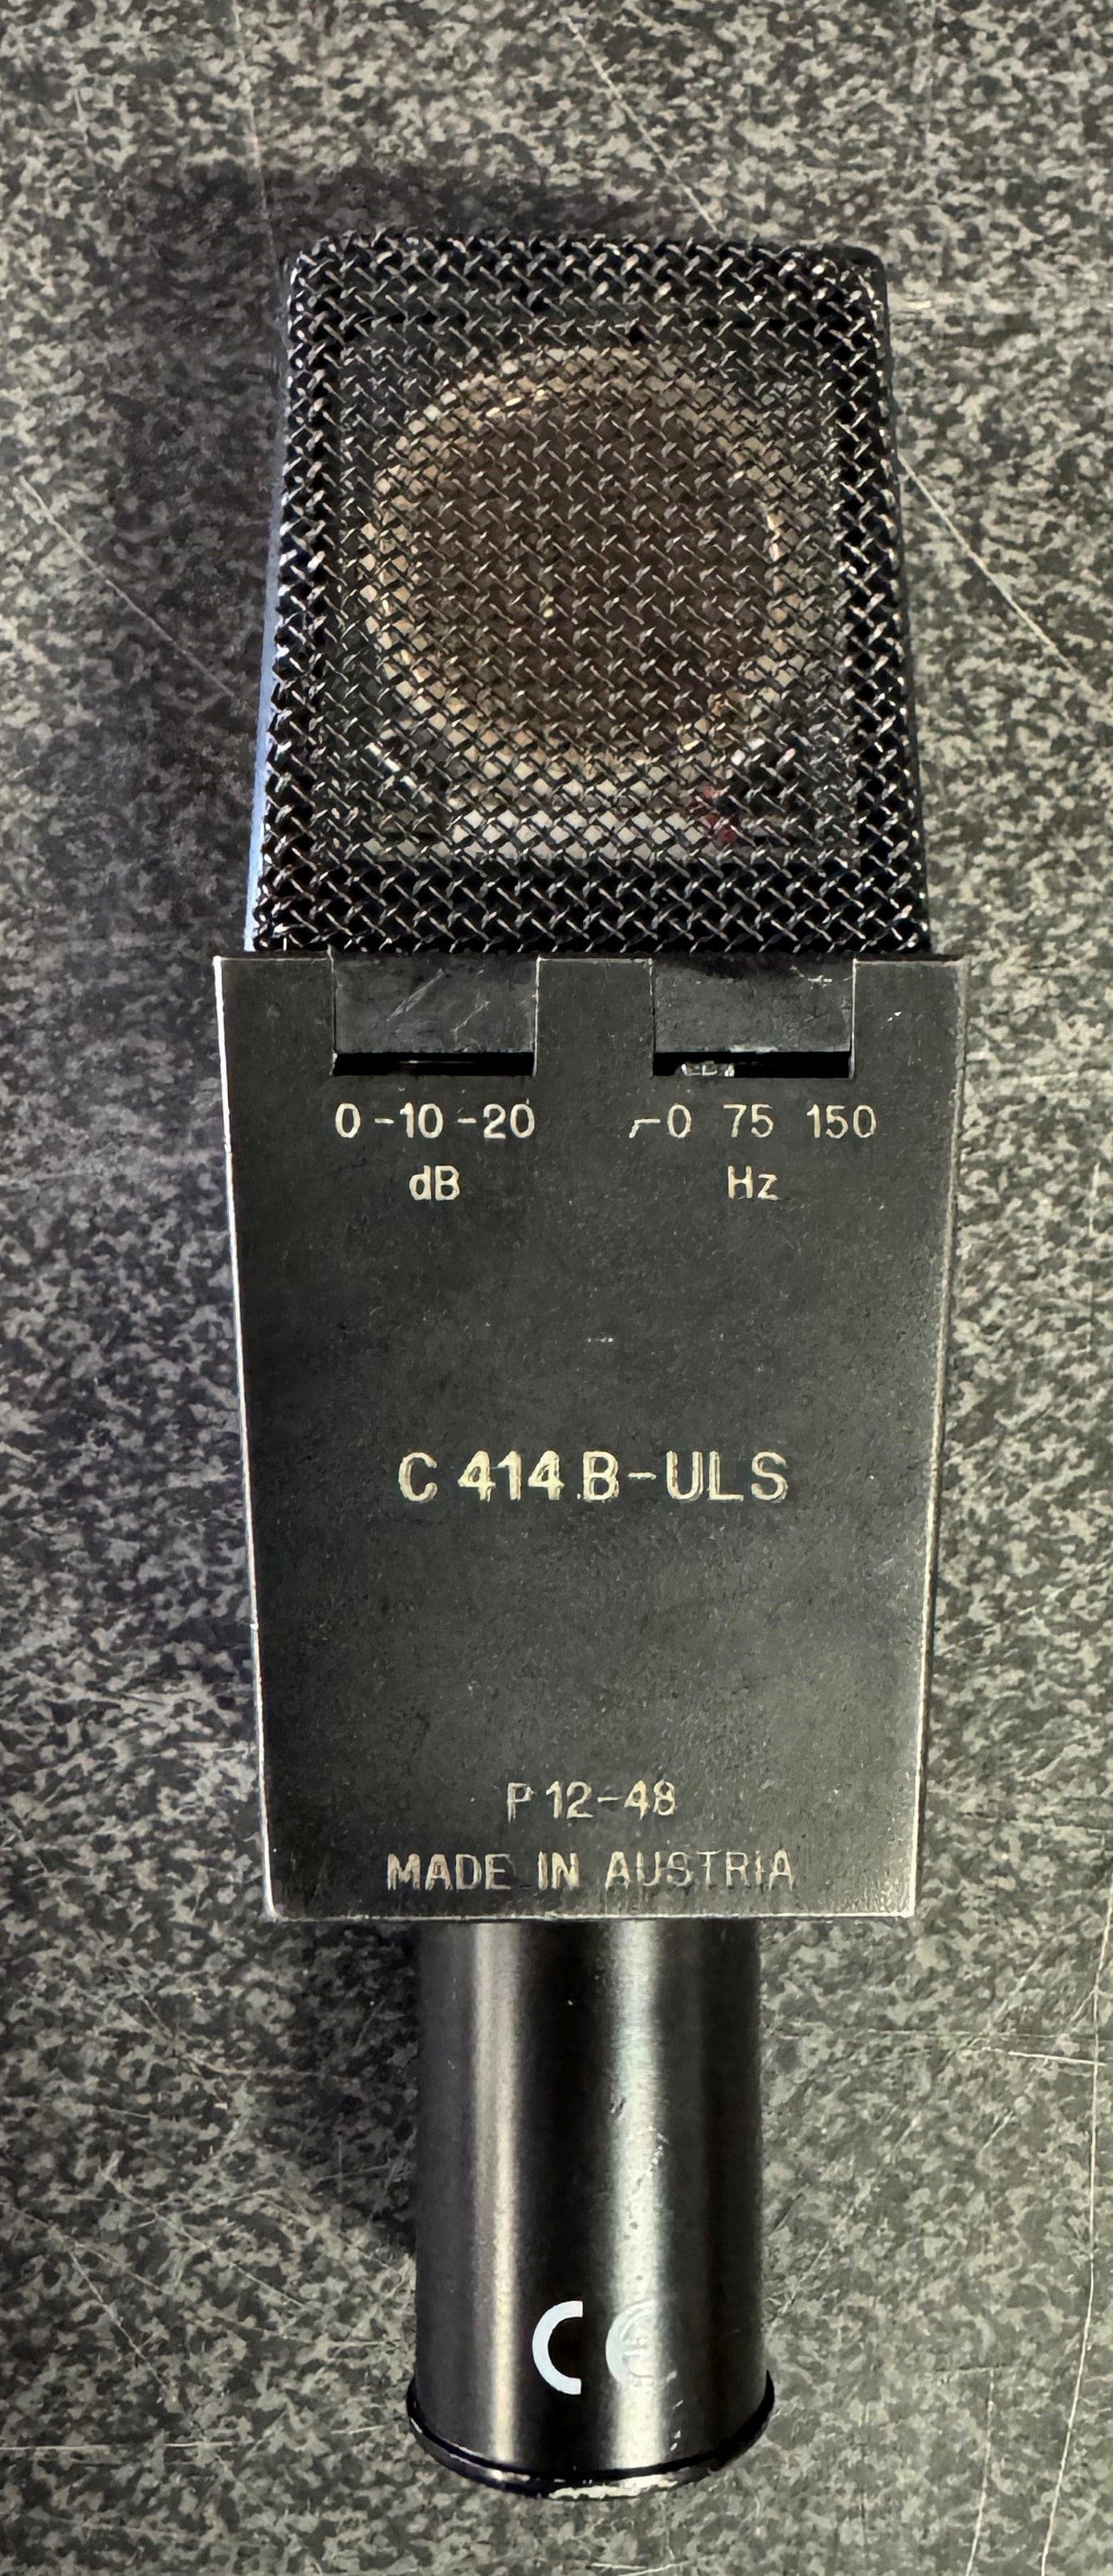 0 -10 -20 0 75 150
dB Hz
C 414 B-ULS
P 12-48
MADE IN AUSTRIA
CE